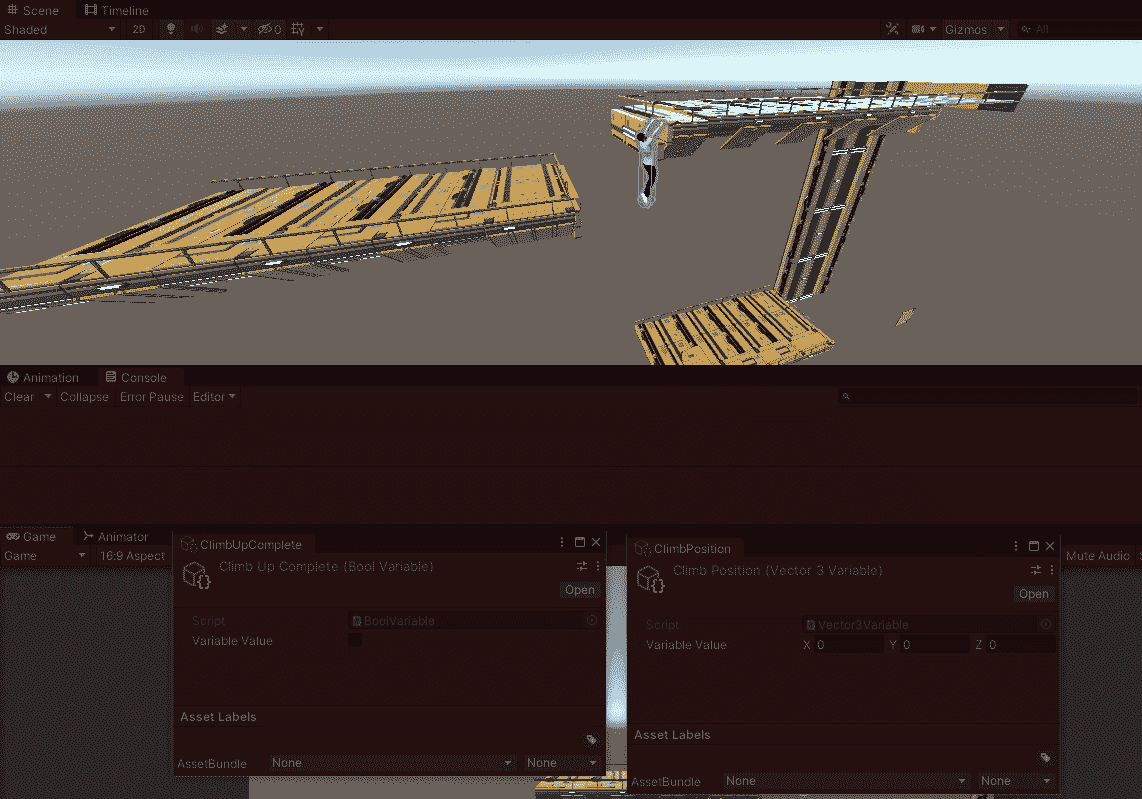 Scene Timeline
Shaded 2D 0 Gizmos All
Animation Console
Clear Collapse Error Pause Editor
Game Animator
Game 16:9 Aspect Mute Audio
ClimbUpComplete
Climb Up Complete (Bool Variable)
Open
Script BoolVariable
Variable Value
Asset Labels
AssetBundle None None
ClimbPosition
Climb Position (Vector 3 Variable)
Open
Script Vector3Variable
Variable Value X 0 Y 0 Z 0
Asset Labels
AssetBundle None None